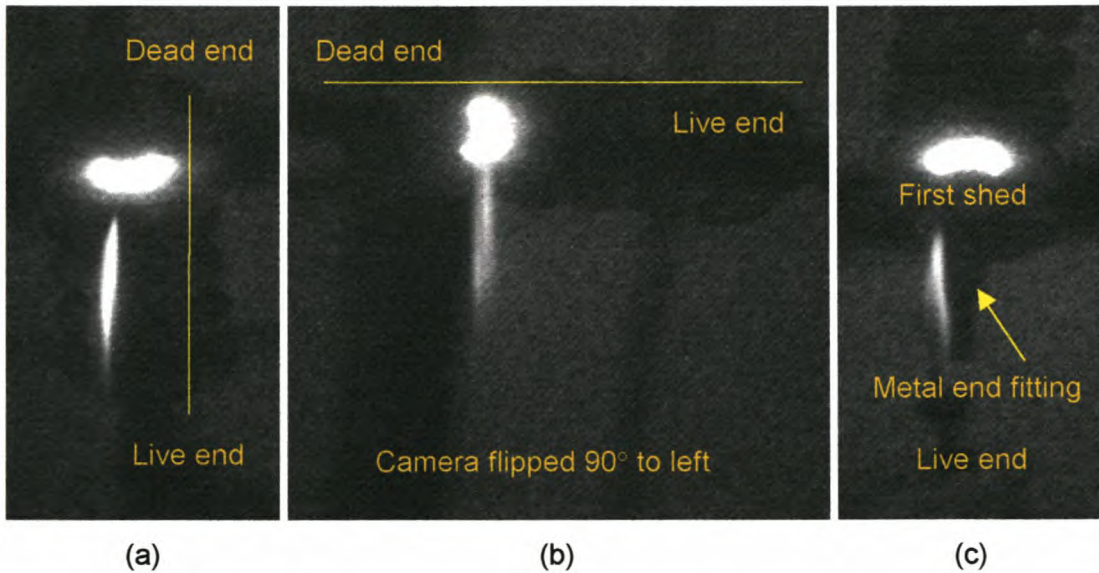 Dead end
Live end
(a)
Dead end
Live end
Camera flipped 90° to left
(b)
First shed
Metal end fitting
Live end
(c)